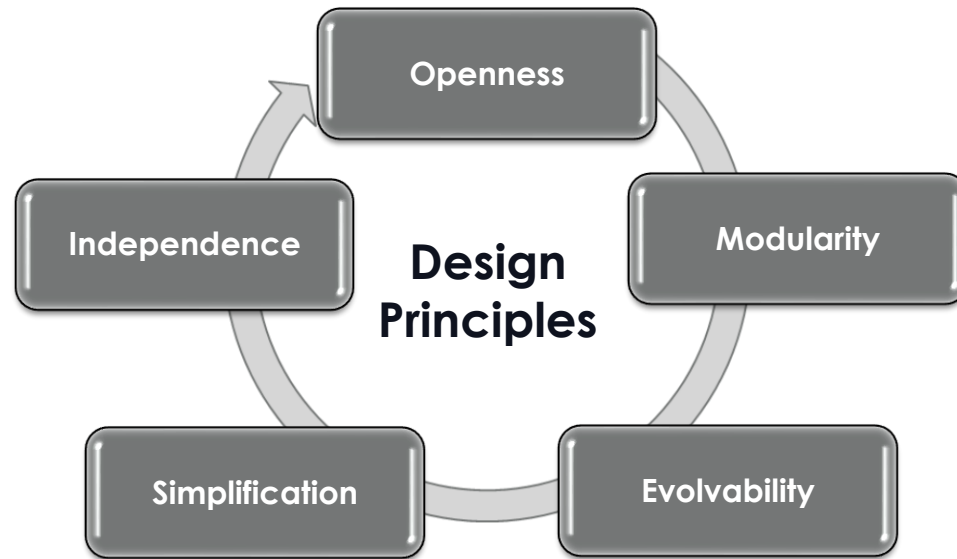 Openness
Modularity
Evolvability
Simplification
Independence
Design
Principles